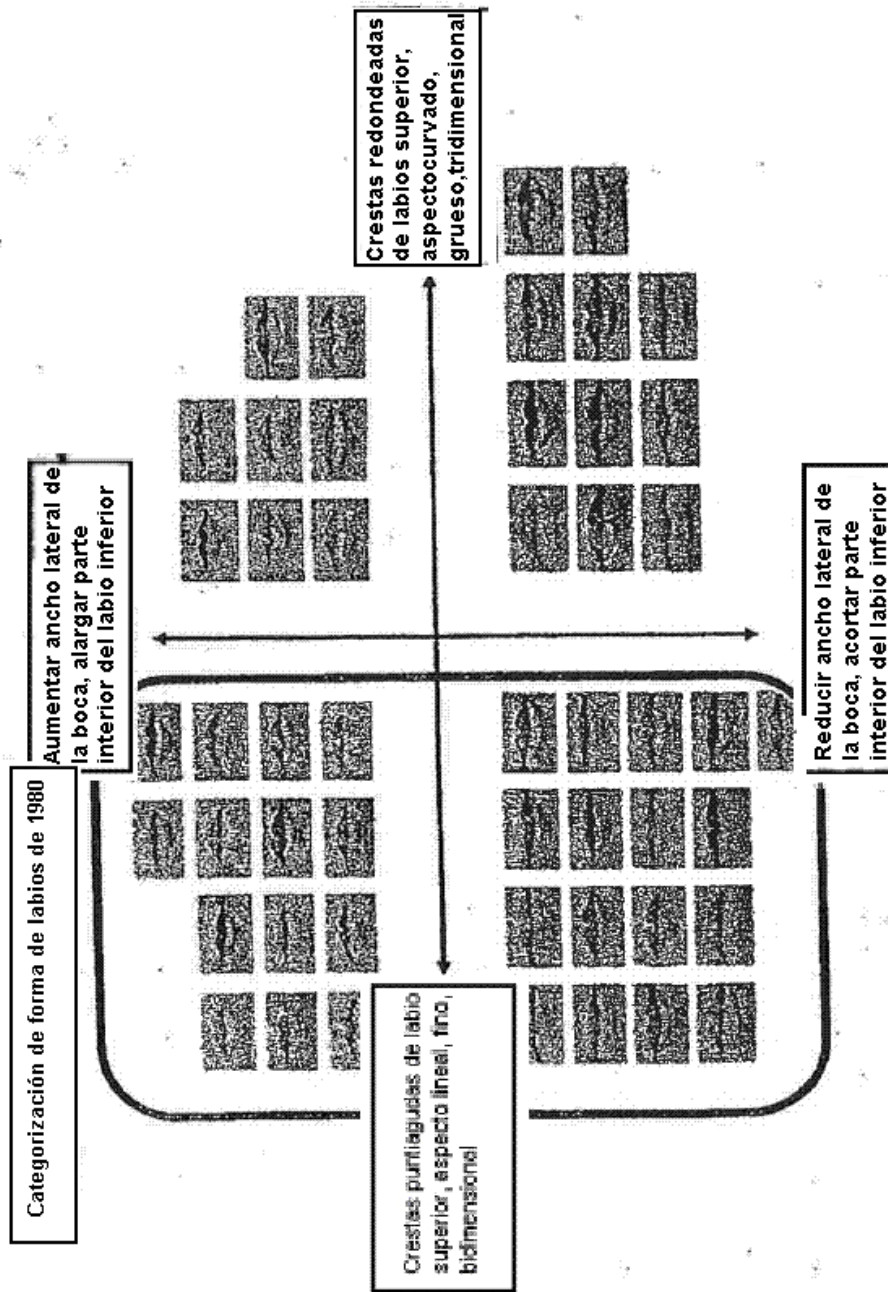 Categorización de forma de labios de 1980
Aumentar ancho lateral de
la boca, alargar parte
interior del labio inferior
Crestas redondeadas
de labios superior,
aspectocurvado,
grueso,tridimensional
Crestas puntiagudas de labio
superior, aspecto lineal, fino,
bidimensional
Reducir ancho lateral de
la boca, acortar parte
interior del labio inferior